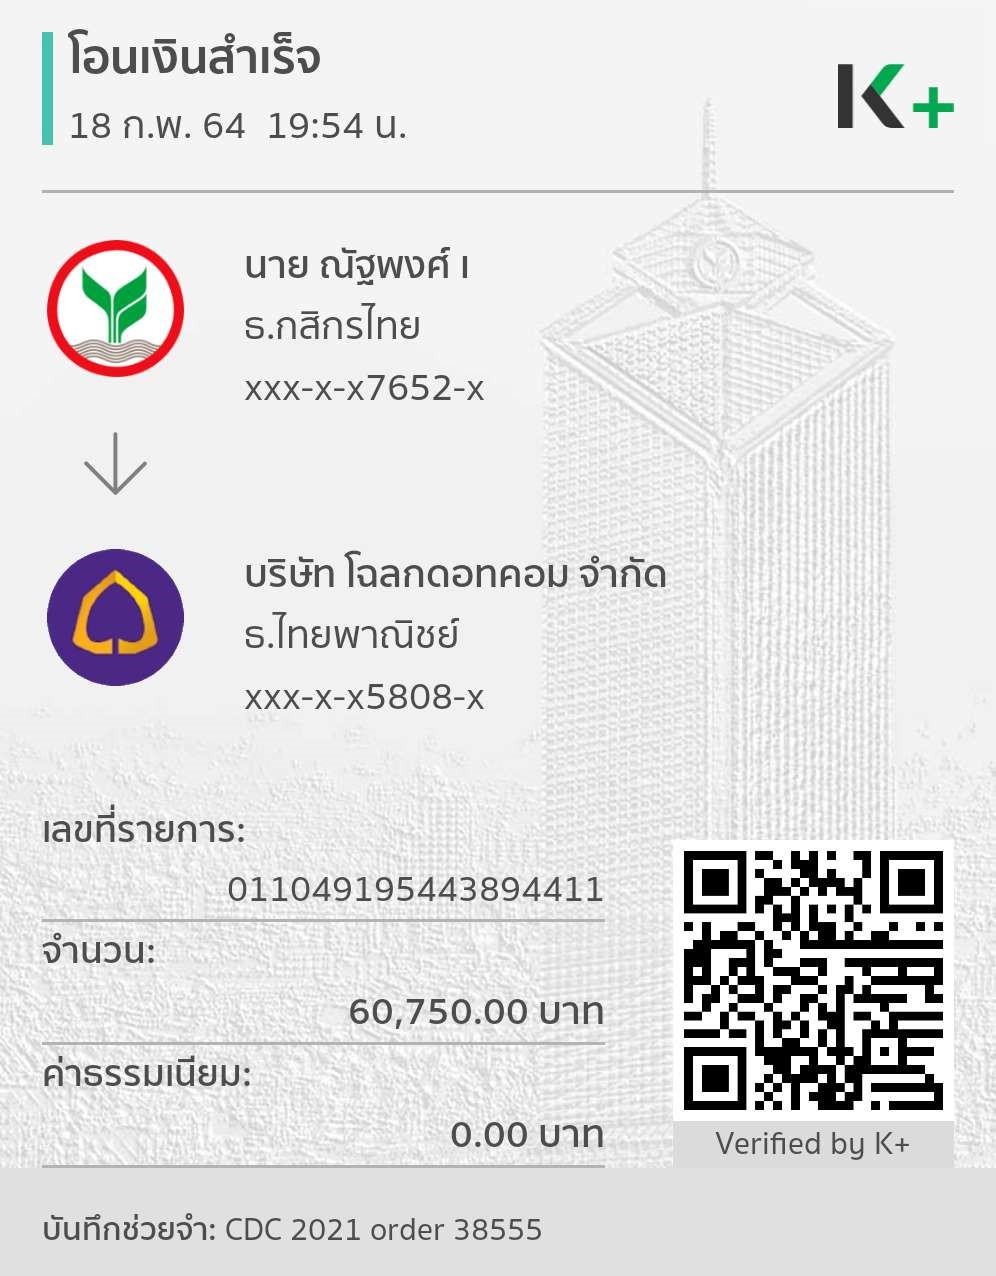 โอนเงินสำเร็จ
18 ก.พ. 64 19:54 น.
K+
นาย ณัฐพงศ์ เ
ธ.กสิกรไทย
xxx-x-x7652-x
บริษัท โฉลกดอทคอม จำกัด
ธ.ไทยพาณิชย์
xxx-x-x5808-x
เลขที่รายการ:
011049195443894411
จำนวน:
60,750.00 บาท
ค่าธรรมเนียม:
0.00 บาท
Verified by K+
บันทึกช่วยจำ: CDC 2021 order 38555